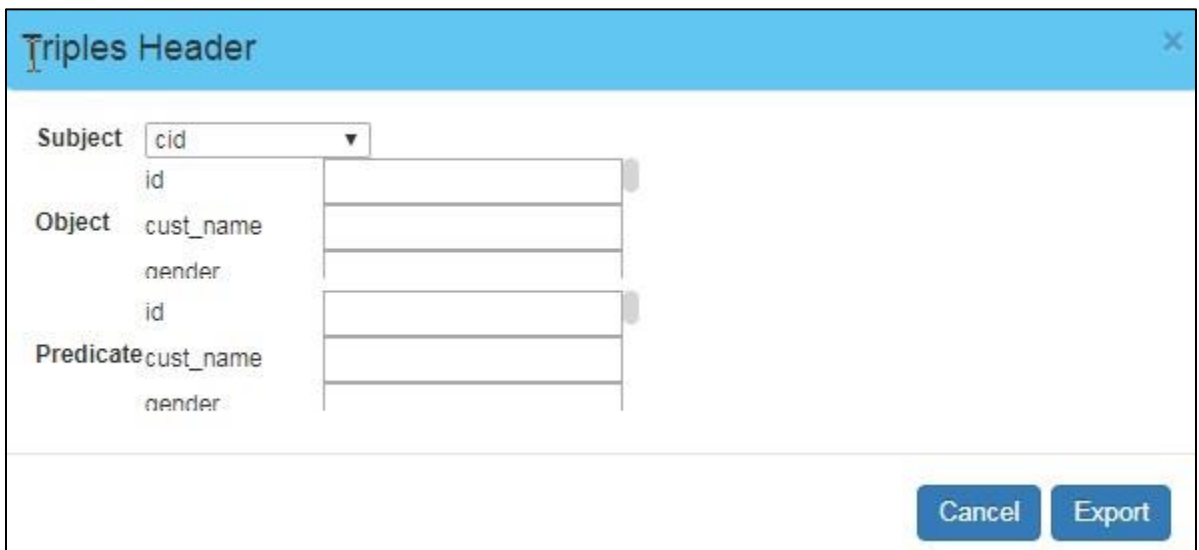 Triples Header ×
Subject cid ▼
id
Object cust_name
gender
id
Predicate cust_name
gender
Cancel Export